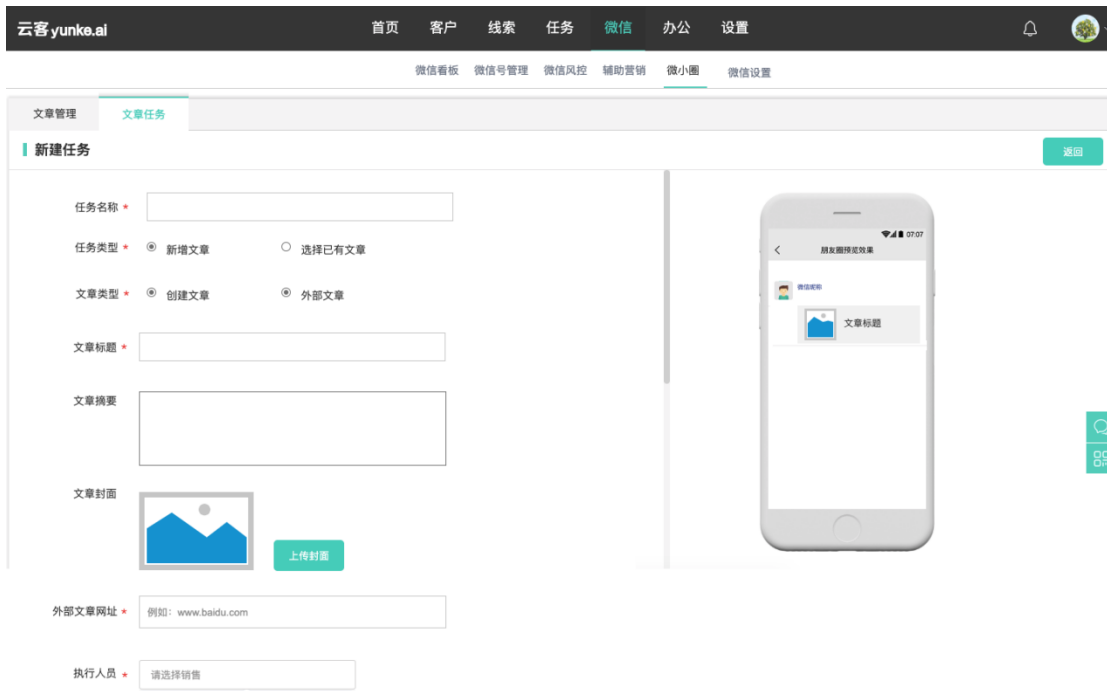 云客yunke.ai 首页 客户 线索 任务 微信 办公 设置
微信看板 微信号管理 微信风控 辅助营销 微小圈 微信设置
文章管理 文章任务
新建任务 返回
任务名称 *
任务类型 * 新增文章 选择已有文章
文章类型 * 创建文章 外部文章
文章标题 *
文章摘要
文章封面
上传封面
外部文章网址 * 例如：www.baidu.com
执行人员 * 请选择销售
07:07
朋友圈预览效果
微信昵称
文章标题